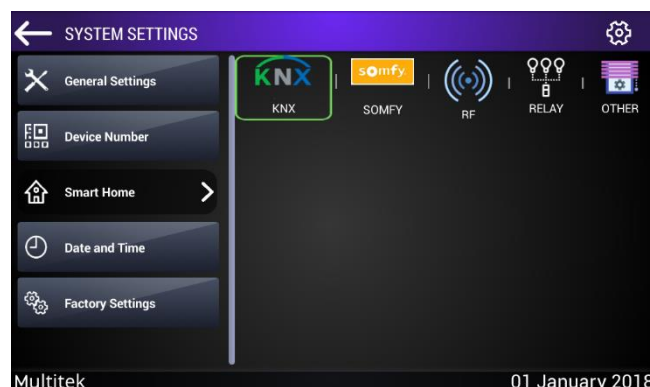 SYSTEM SETTINGS
General Settings
Device Number
Smart Home
Date and Time
Factory Settings
KNX
somfy.
KNX
SOMFY
RF
RELAY
OTHER
Multitek
01 January 2018